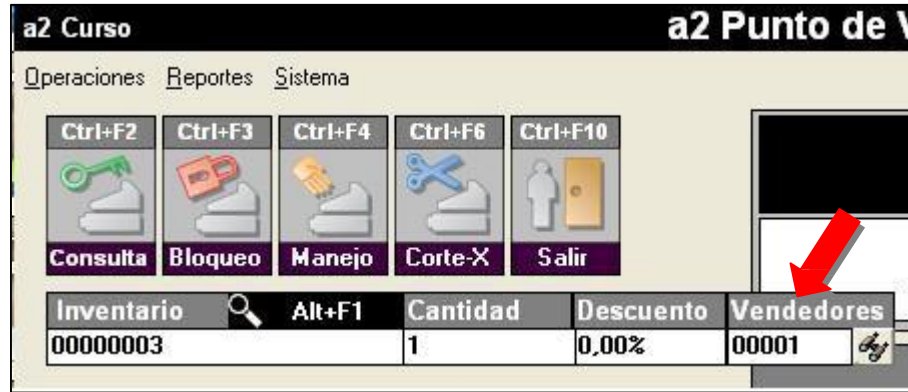 a2 Curso a2 Punto de V
Operaciones Reportes Sistema
Ctrl+F2 Ctrl+F3 Ctrl+F4 Ctrl+F6 Ctrl+F10
Consulta Bloqueo Manejo Corte-X Salir
Inventario Alt+F1 Cantidad Descuento Vendedores
00000003 1 0,00% 00001